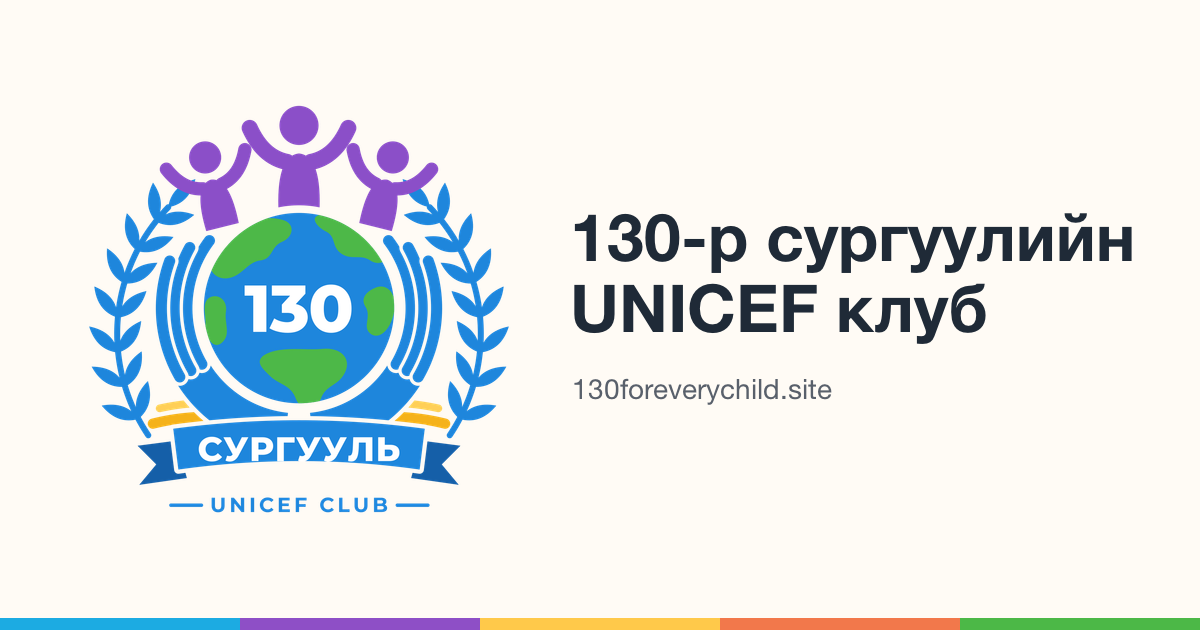 130
СУРГУУЛЬ
UNICEF CLUB
130-р сургуулийн
UNICEF клуб
130foreverychild.site